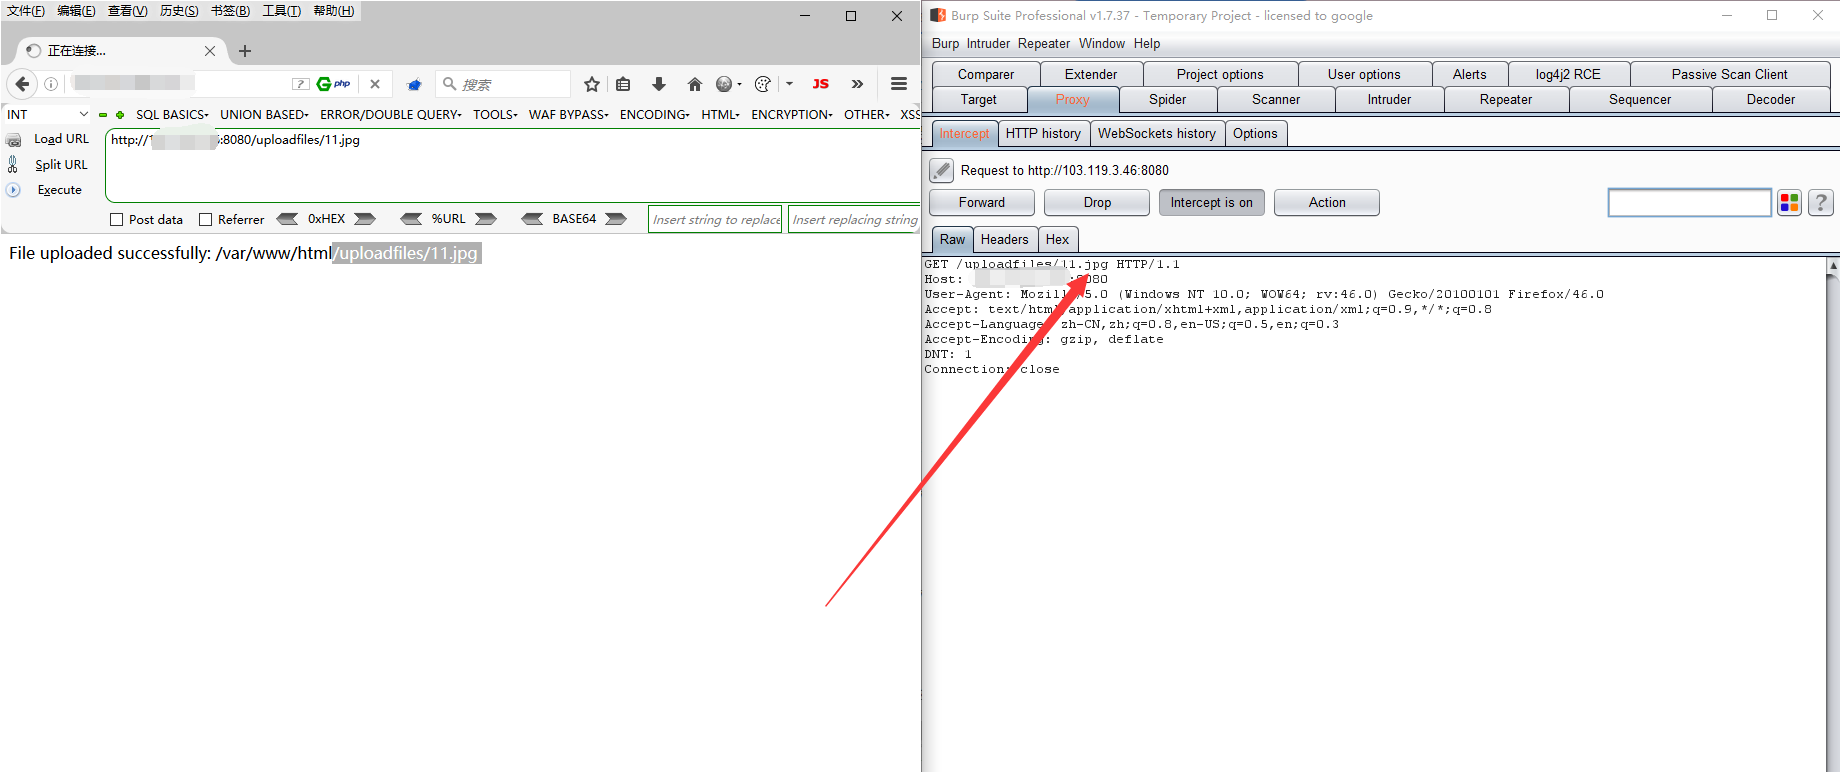 文件(F) 编辑(E) 查看(V) 历史(S) 书签(B) 工具(T) 帮助(H)
正在连接...
php
搜索
JS
INT
SQL BASICS UNION BASED ERROR/DOUBLE QUERY TOOLS WAF BYPASS ENCODING HTML ENCRYPTION OTHER XSS
Load URL
Split URL
Execute
http://1 :8080/uploadfiles/11.jpg
Post data Referrer 0xHEX %URL BASE64 Insert string to replace Insert replacing string
File uploaded successfully: /var/www/html/uploadfiles/11.jpg
Burp Suite Professional v1.7.37 - Temporary Project - licensed to google
Burp Intruder Repeater Window Help
Comparer Extender Project options User options Alerts log4j2 RCE Passive Scan Client
Target Proxy Spider Scanner Intruder Repeater Sequencer Decoder
Intercept HTTP history WebSockets history Options
Request to http://103.119.3.46:8080
Forward Drop Intercept is on Action
?
Raw Headers Hex
GET /uploadfiles/11.jpg HTTP/1.1
Host: :8080
User-Agent: Mozilla/5.0 (Windows NT 10.0; WOW64; rv:46.0) Gecko/20100101 Firefox/46.0
Accept: text/html,application/xhtml+xml,application/xml;q=0.9,*/*;q=0.8
Accept-Language: zh-CN,zh;q=0.8,en-US;q=0.5,en;q=0.3
Accept-Encoding: gzip, deflate
DNT: 1
Connection: close